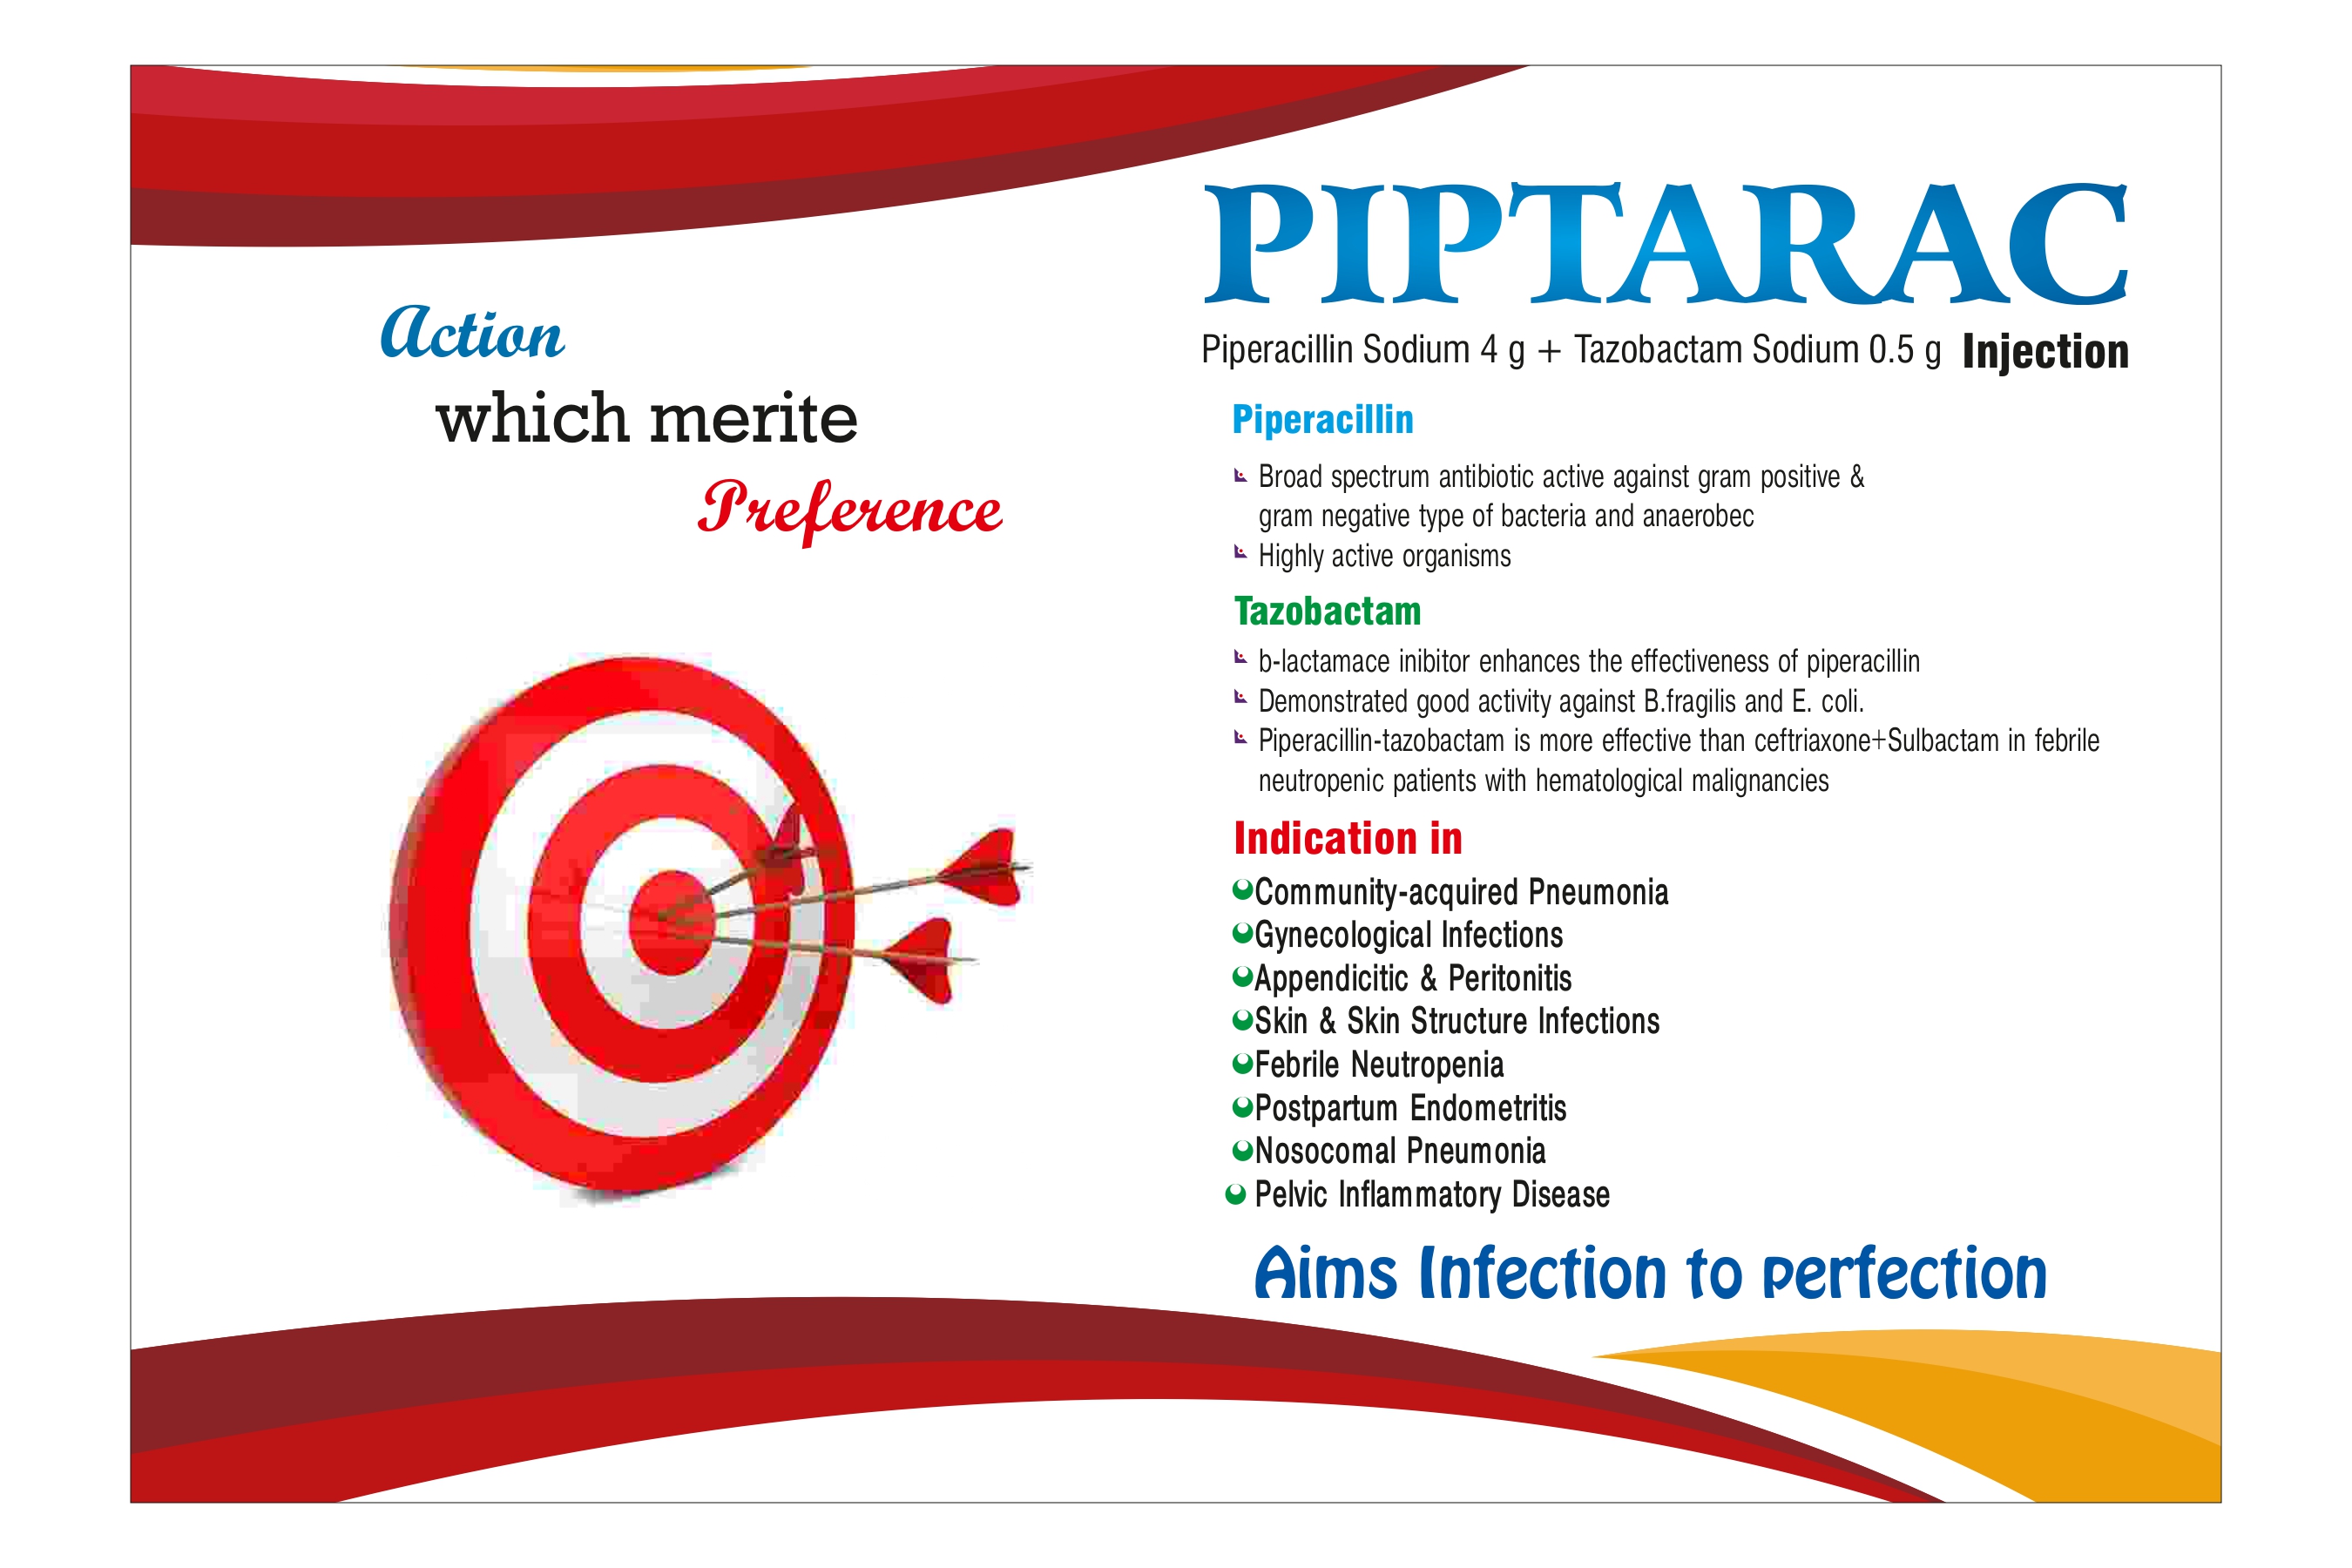 Action
which merite
Preference
PIPTARAC
Piperacillin Sodium 4 g + Tazobactam Sodium 0.5 g Injection
Piperacillin
Broad spectrum antibiotic active against gram positive &
gram negative type of bacteria and anaerobec
Highly active organisms
Tazobactam
b-lactamace inibitor enhances the effectiveness of piperacillin
Demonstrated good activity against B.fragilis and E. coli.
Piperacillin-tazobactam is more effective than ceftriaxone+Sulbactam in febrile
neutropenic patients with hematological malignancies
Indication in
Community-acquired Pneumonia
Gynecological Infections
Appendicitic & Peritonitis
Skin & Skin Structure Infections
Febrile Neutropenia
Postpartum Endometritis
Nosocomal Pneumonia
Pelvic Inflammatory Disease
Aims Infection to perfection